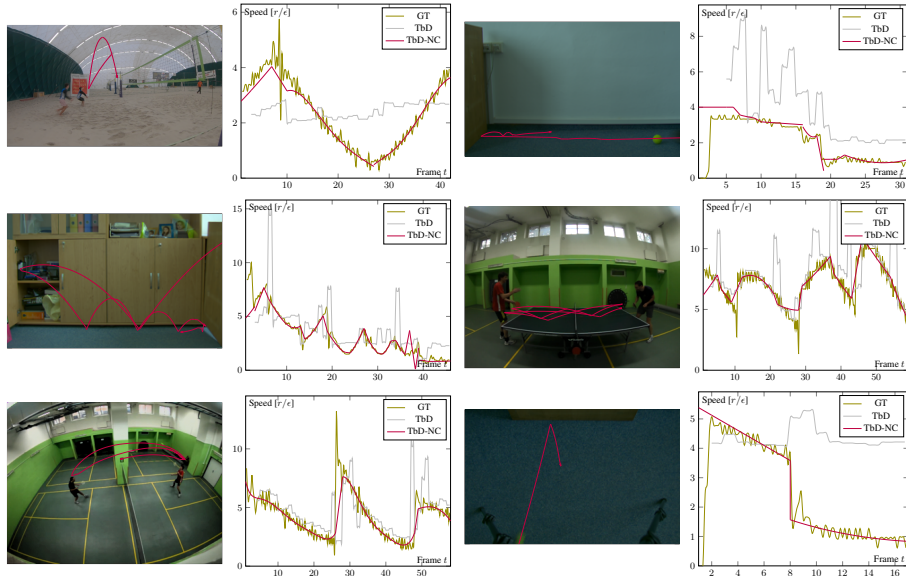 Speed [r/ϵ]
GT
TbD
TbD-NC
6
4
2
0
10 20 30 40
Frame t
Speed [r/ϵ]
GT
TbD
TbD-NC
8
6
4
2
0
5 10 15 20 25 30
Frame t
Speed [r/ϵ]
GT
TbD
TbD-NC
15
10
5
0
10 20 30 40
Frame t
Speed [r/ϵ]
GT
TbD
TbD-NC
10
5
0
10 20 30 40 50
Frame t
Speed [r/ϵ]
GT
TbD
TbD-NC
10
5
0
10 20 30 40 50
Frame t
Speed [r/ϵ]
GT
TbD
TbD-NC
5
4
3
2
1
0
2 4 6 8 10 12 14 16
Frame t